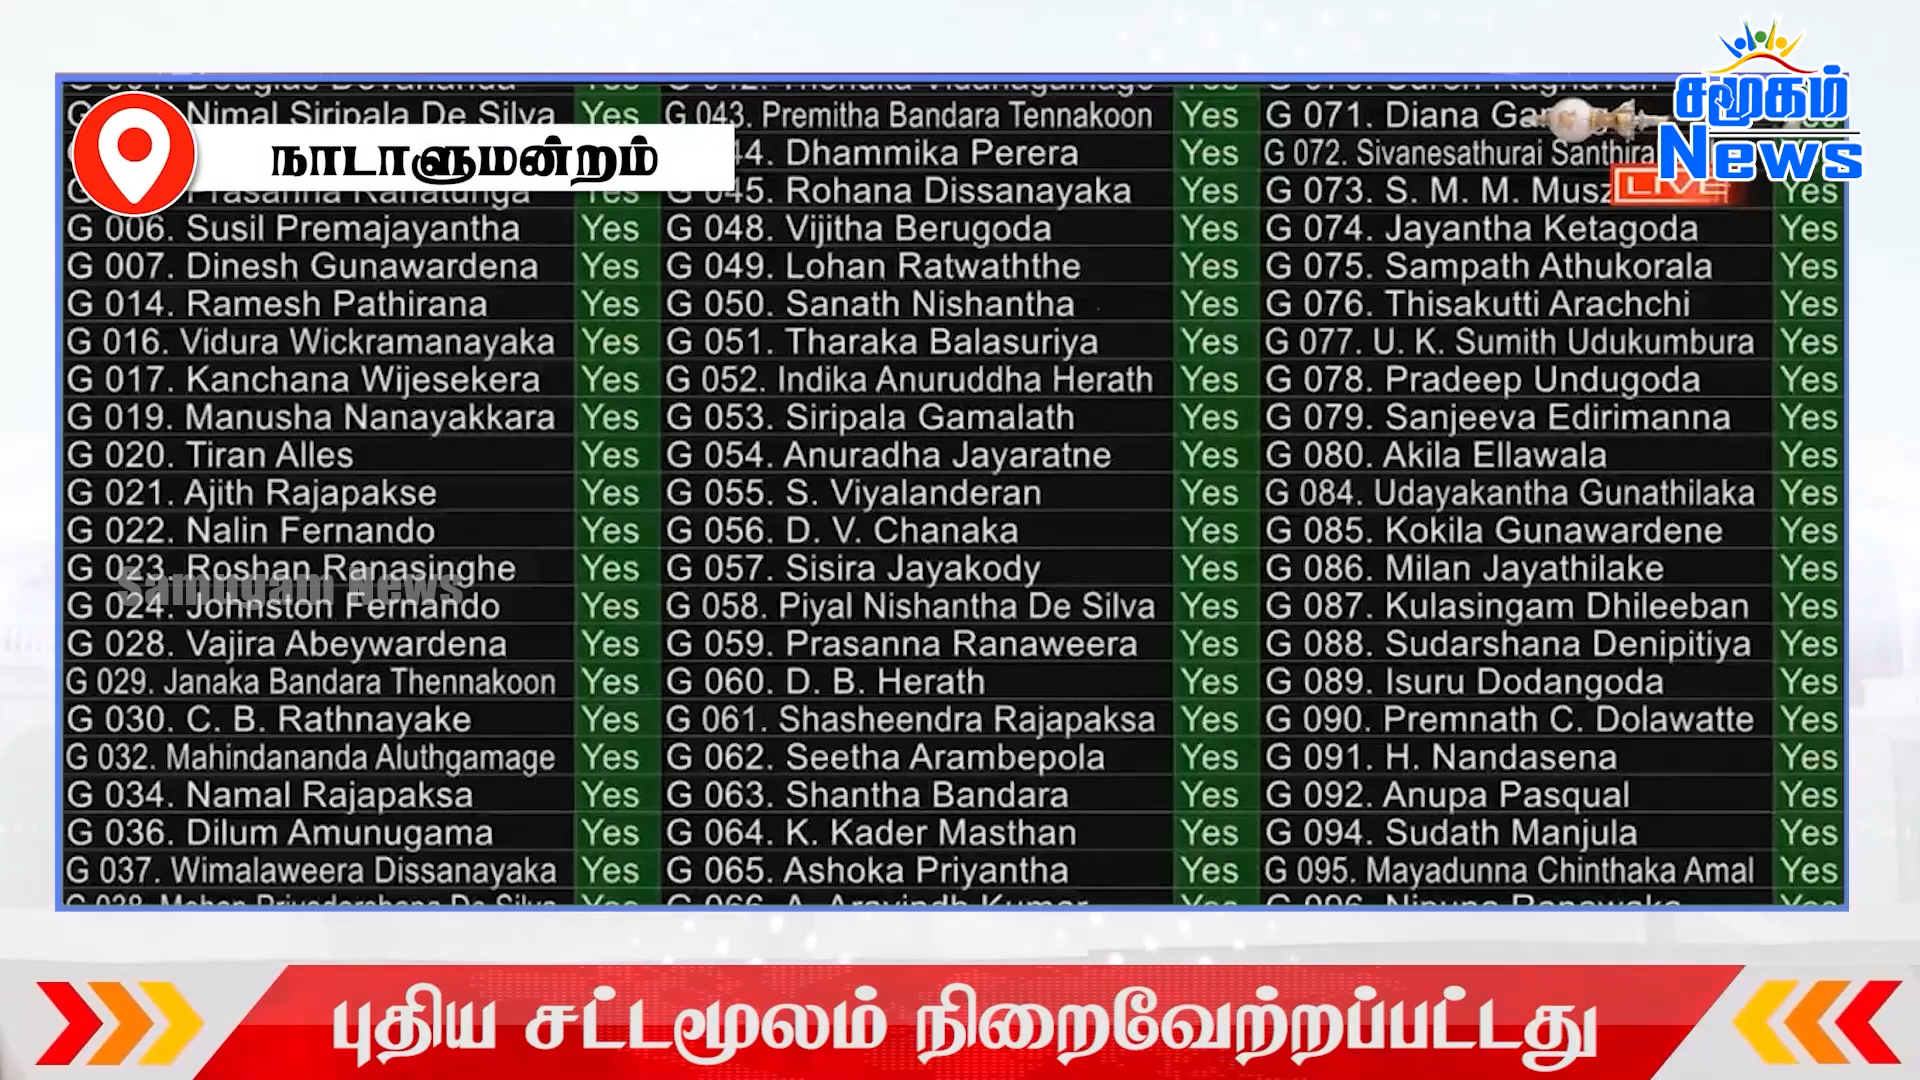 சமூகம்
News
LIVE
நாடாளுமன்றம்
Nimal Siripala De Silva Yes G 043. Premitha Bandara Tennakoon Yes G 071. Diana
44. Dhammika Perera Yes G 072. Sivanesathurai
Prasanna Ranatunga Yes 045. Rohana Dissanayaka Yes G 073. S. M. M. Yes
G 006. Susil Premajayantha Yes G 048. Vijitha Berugoda Yes G 074. Jayantha Ketagoda Yes
G 007. Dinesh Gunawardena Yes G 049. Lohan Ratwaththe Yes G 075. Sampath Athukorala Yes
G 014. Ramesh Pathirana Yes G 050. Sanath Nishantha Yes G 076. Thisakutti Arachchi Yes
G 016. Vidura Wickramanayaka Yes G 051. Tharaka Balasuriya Yes G 077. U. K. Sumith Udukumbura Yes
G 017. Kanchana Wijesekera Yes G 052. Indika Anuruddha Herath Yes G 078. Pradeep Undugoda Yes
G 019. Manusha Nanayakkara Yes G 053. Siripala Gamalath Yes G 079. Sanjeeva Edirimanna Yes
G 020. Tiran Alles Yes G 054. Anuradha Jayaratne Yes G 080. Akila Ellawala Yes
G 021. Ajith Rajapakse Yes G 055. S. Viyalanderan Yes G 084. Udayakantha Gunathilaka Yes
G 022. Nalin Fernando Yes G 056. D. V. Chanaka Yes G 085. Kokila Gunawardene Yes
G 023. Roshan Ranasinghe Yes G 057. Sisira Jayakody Yes G 086. Milan Jayathilake Yes
Samugam News
G 024. Johnston Fernando Yes G 058. Piyal Nishantha De Silva Yes G 087. Kulasingam Dhileeban Yes
G 028. Vajira Abeywardena Yes G 059. Prasanna Ranaweera Yes G 088. Sudarshana Denipitiya Yes
G 029. Janaka Bandara Thennakoon Yes G 060. D. B. Herath Yes G 089. Isuru Dodangoda Yes
G 030. C. B. Rathnayake Yes G 061. Shasheendra Rajapaksa Yes G 090. Premnath C. Dolawatte Yes
G 032. Mahindananda Aluthgamage Yes G 062. Seetha Arambepola Yes G 091. H. Nandasena Yes
G 034. Namal Rajapaksa Yes G 063. Shantha Bandara Yes G 092. Anupa Pasqual Yes
G 036. Dilum Amunugama Yes G 064. K. Kader Masthan Yes G 094. Sudath Manjula Yes
G 037. Wimalaweera Dissanayaka Yes G 065. Ashoka Priyantha Yes G 095. Mayadunna Chinthaka Amal Yes
புதிய சட்டமூலம் நிறைவேற்றப்பட்டது